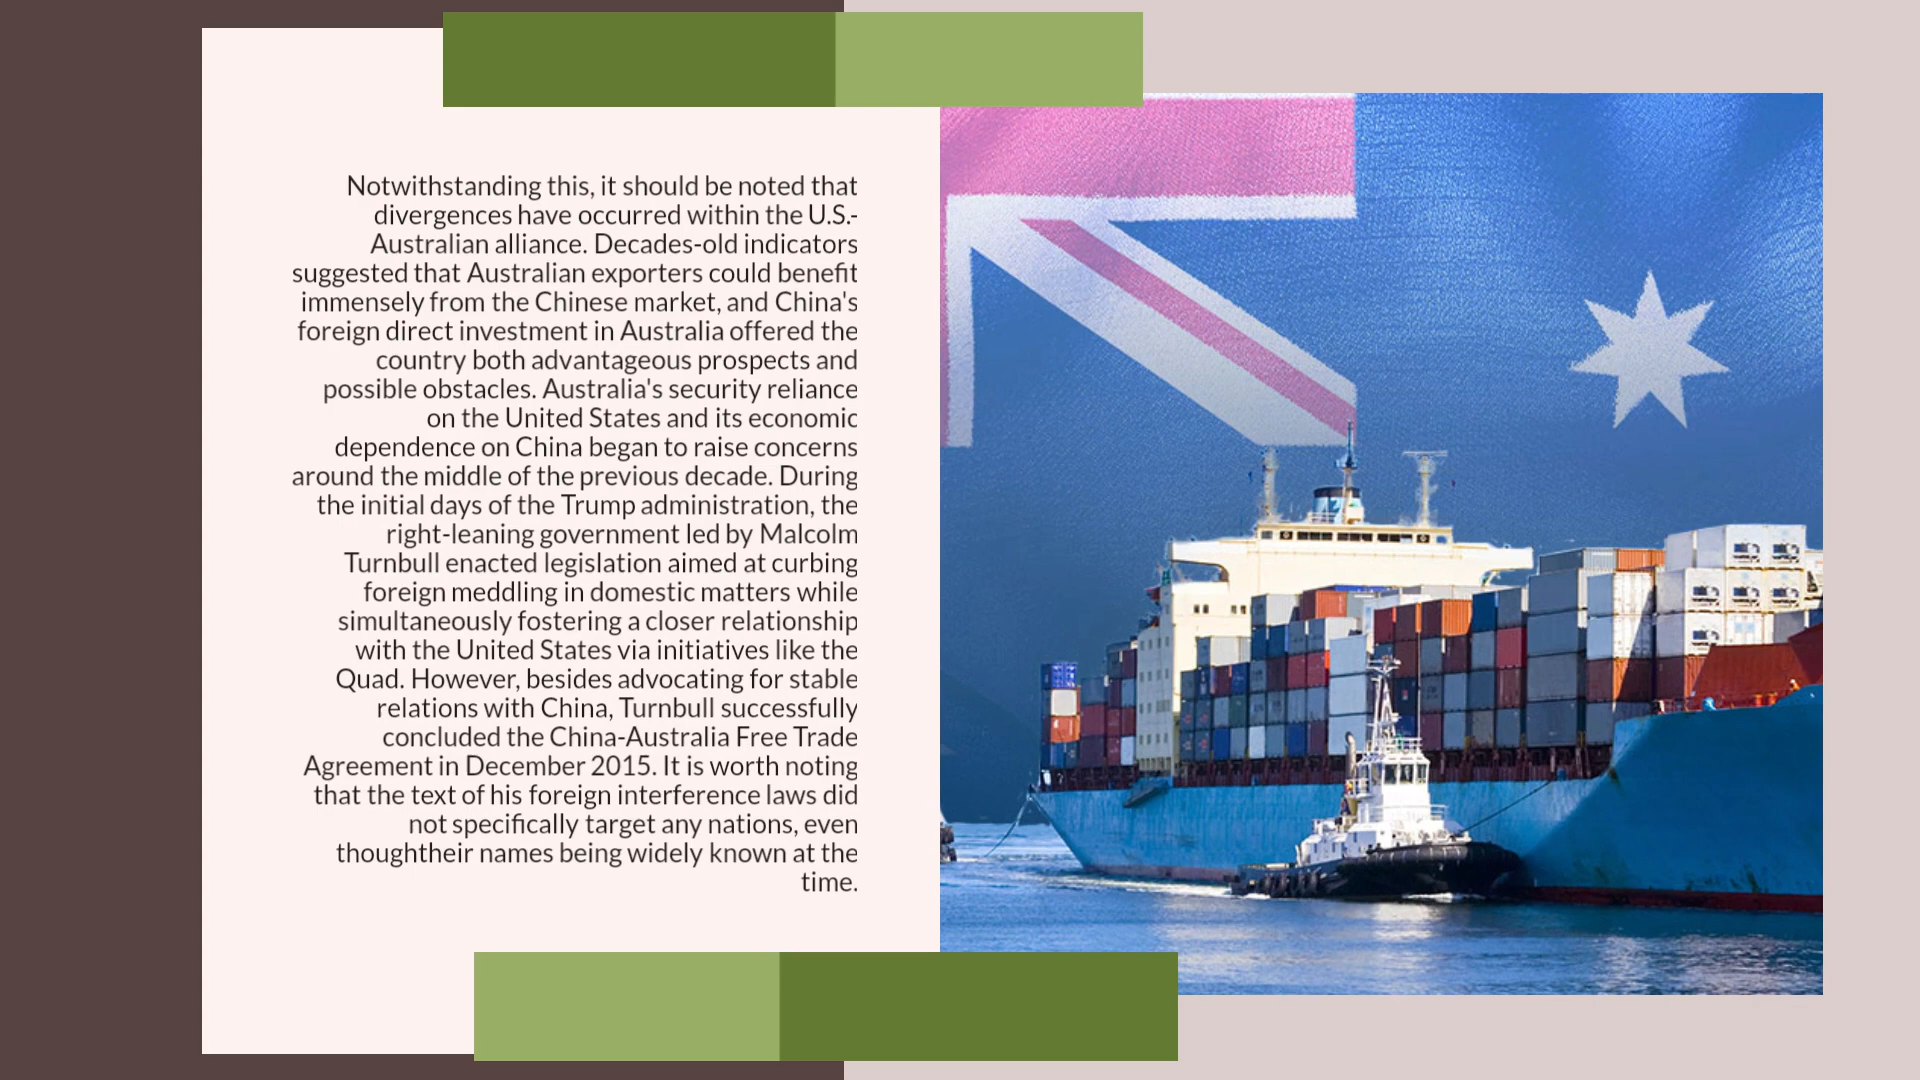 Notwithstanding this, it should be noted that
divergences have occurred within the U.S.-
Australian alliance. Decades-old indicators
suggested that Australian exporters could benefit
immensely from the Chinese market, and China's
foreign direct investment in Australia offered the
country both advantageous prospects and
possible obstacles. Australia's security reliance
on the United States and its economic
dependence on China began to raise concerns
around the middle of the previous decade. During
the initial days of the Trump administration, the
right-leaning government led by Malcolm
Turnbull enacted legislation aimed at curbing
foreign meddling in domestic matters while
simultaneously fostering a closer relationship
with the United States via initiatives like the
Quad. However, besides advocating for stable
relations with China, Turnbull successfully
concluded the China-Australia Free Trade
Agreement in December 2015. It is worth noting
that the text of his foreign interference laws did
not specifically target any nations, even
thoughtheir names being widely known at the
time.